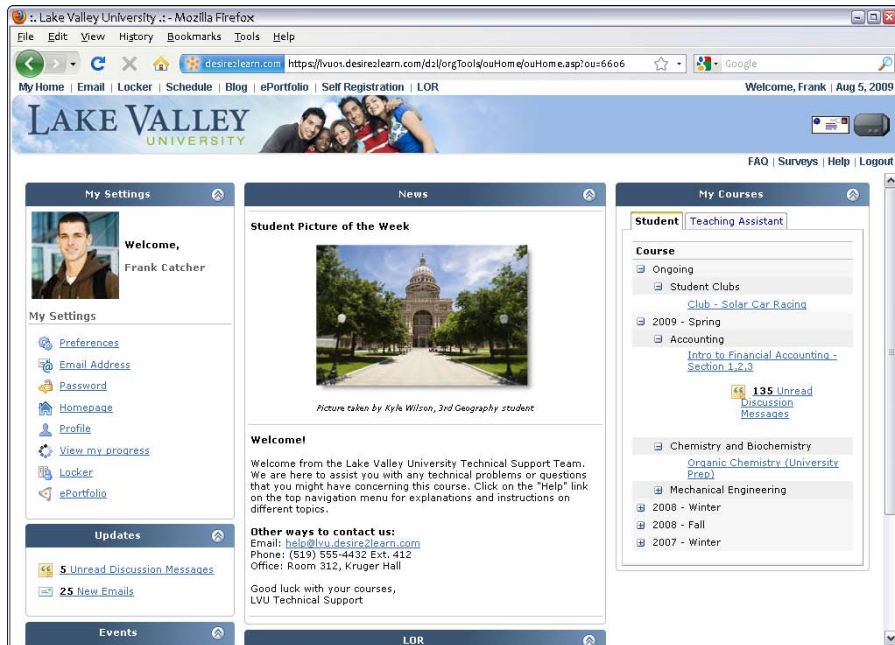 :. Lake Valley University .: - Mozilla Firefox
File Edit View History Bookmarks Tools Help
desire2learn.com https://lvuos.desire2learn.com/d2l/orgTools/ouHome/ouHome.asp?ou=6606 Google
My Home | Email | Locker | Schedule | Blog | ePortfolio | Self Registration | LOR
Welcome, Frank | Aug 5, 2009
LAKE VALLEY
UNIVERSITY
FAQ | Surveys | Help | Logout
My Settings
Welcome,
Frank Catcher
My Settings
Preferences
Email Address
Password
Homepage
Profile
View my progress
Locker
ePortfolio
Updates
5 Unread Discussion Messages
25 New Emails
Events
News
Student Picture of the Week
Picture taken by Kyle Wilson, 3rd Geography student
Welcome!
Welcome from the Lake Valley University Technical Support Team.
We are here to assist you with any technical problems or questions
that you might have concerning this course. Click on the "Help" link
on the top navigation menu for explanations and instructions on
different topics.
Other ways to contact us:
Email: help@lvu.desire2learn.com
Phone: (519) 555-4432 Ext. 412
Office: Room 312, Kruger Hall
Good luck with your courses,
LVU Technical Support
LOR
My Courses
Student Teaching Assistant
Course
Ongoing
Student Clubs
Club - Solar Car Racing
2009 - Spring
Accounting
Intro to Financial Accounting -
Section 1,2,3
135 Unread
Discussion
Messages
Chemistry and Biochemistry
Organic Chemistry (University
Prep)
Mechanical Engineering
2008 - Winter
2008 - Fall
2007 - Winter